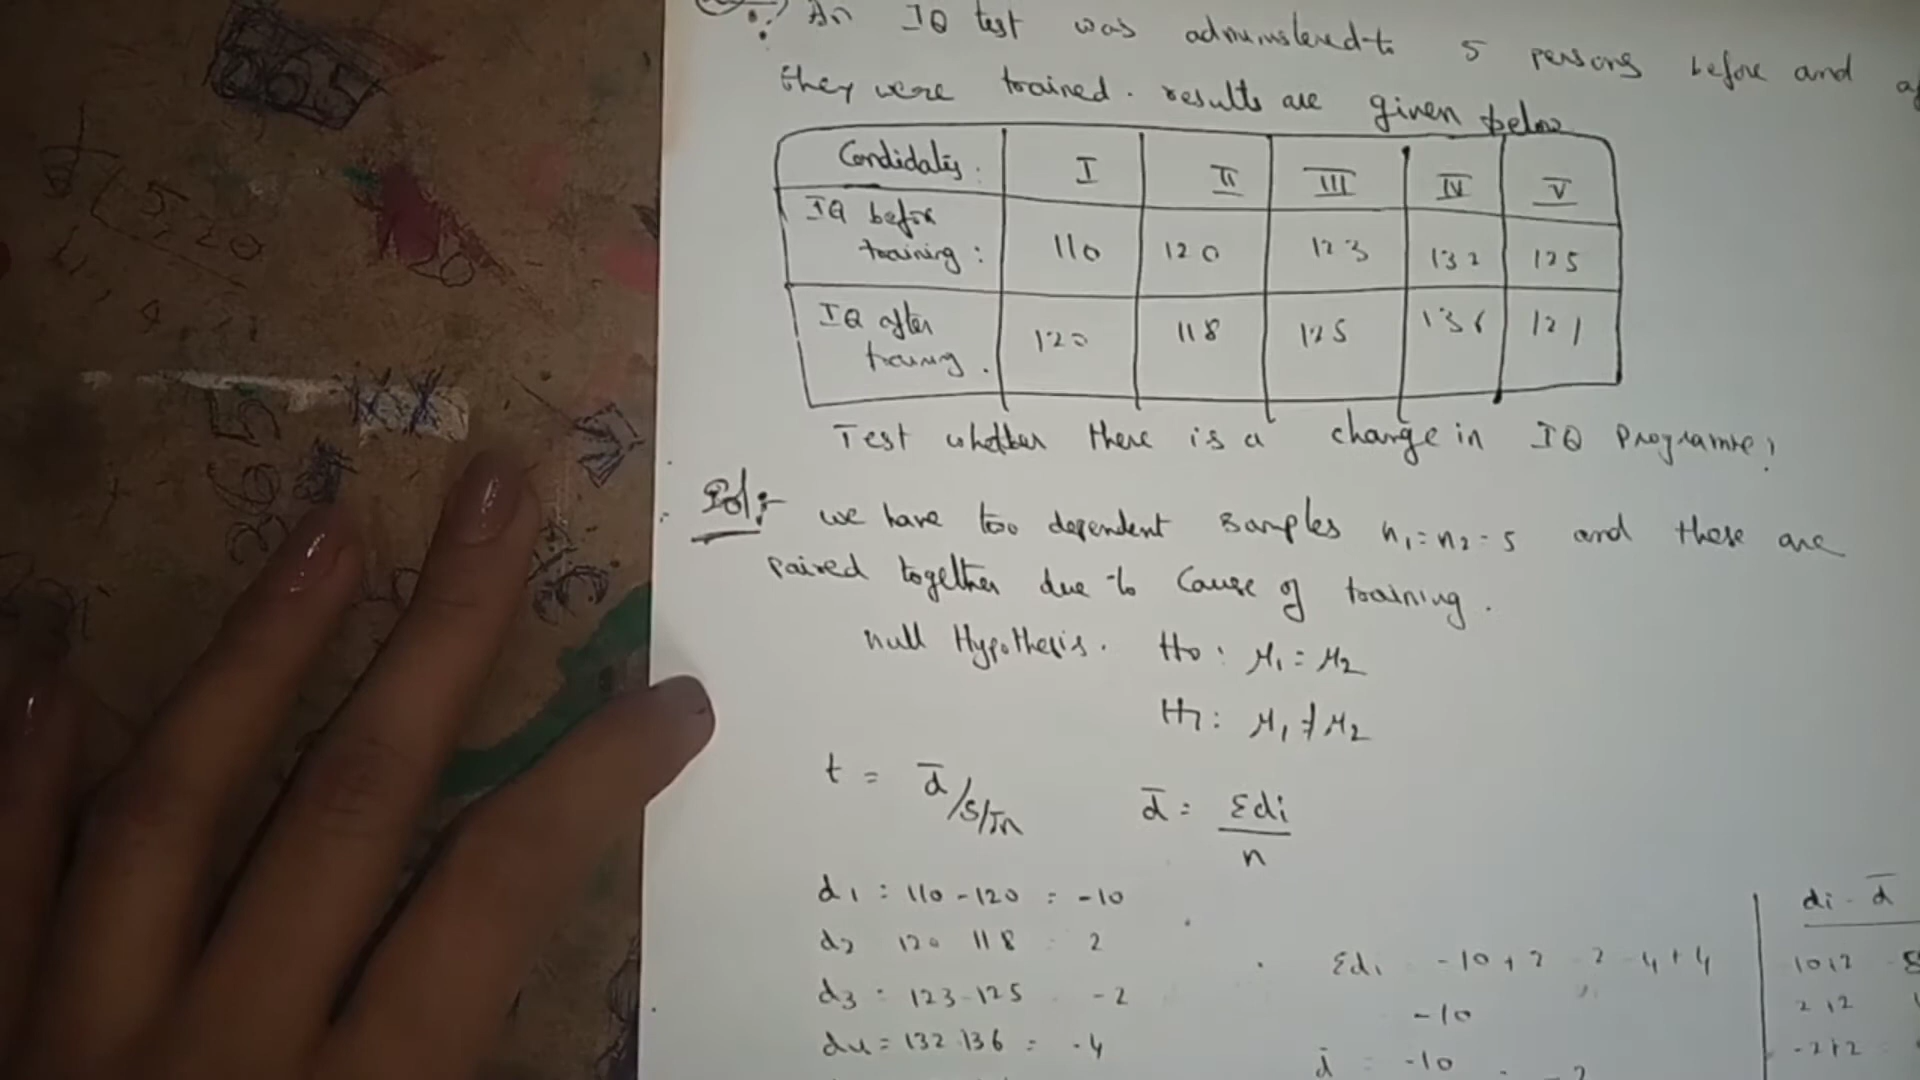 An IQ test was administered to 5 persons before and
they were trained. results are given below
Candidates: I II III IV V
IQ before training: 110 120 123 132 125
IQ after training. 120 118 125 136 121
Test whether there is a change in IQ Programme?
Sol:- we have too dependent samples n₁=n₂=5 and these are
paired together due to cause of training.
null Hypothesis. H₀: μ₁=μ₂
H₁: μ₁≠μ₂
t = d̄/s/√n d̄ = Σdi/n
d₁ = 110-120 = -10
d₂ 120 118 2
d₃ = 123-125 -2
d₄ = 132-136 = -4
Σdi -10+2 -2 -4+4
-10
d̄ = -10
-2
di - d̄
-10+2
2+2
-2+2
265
5,20